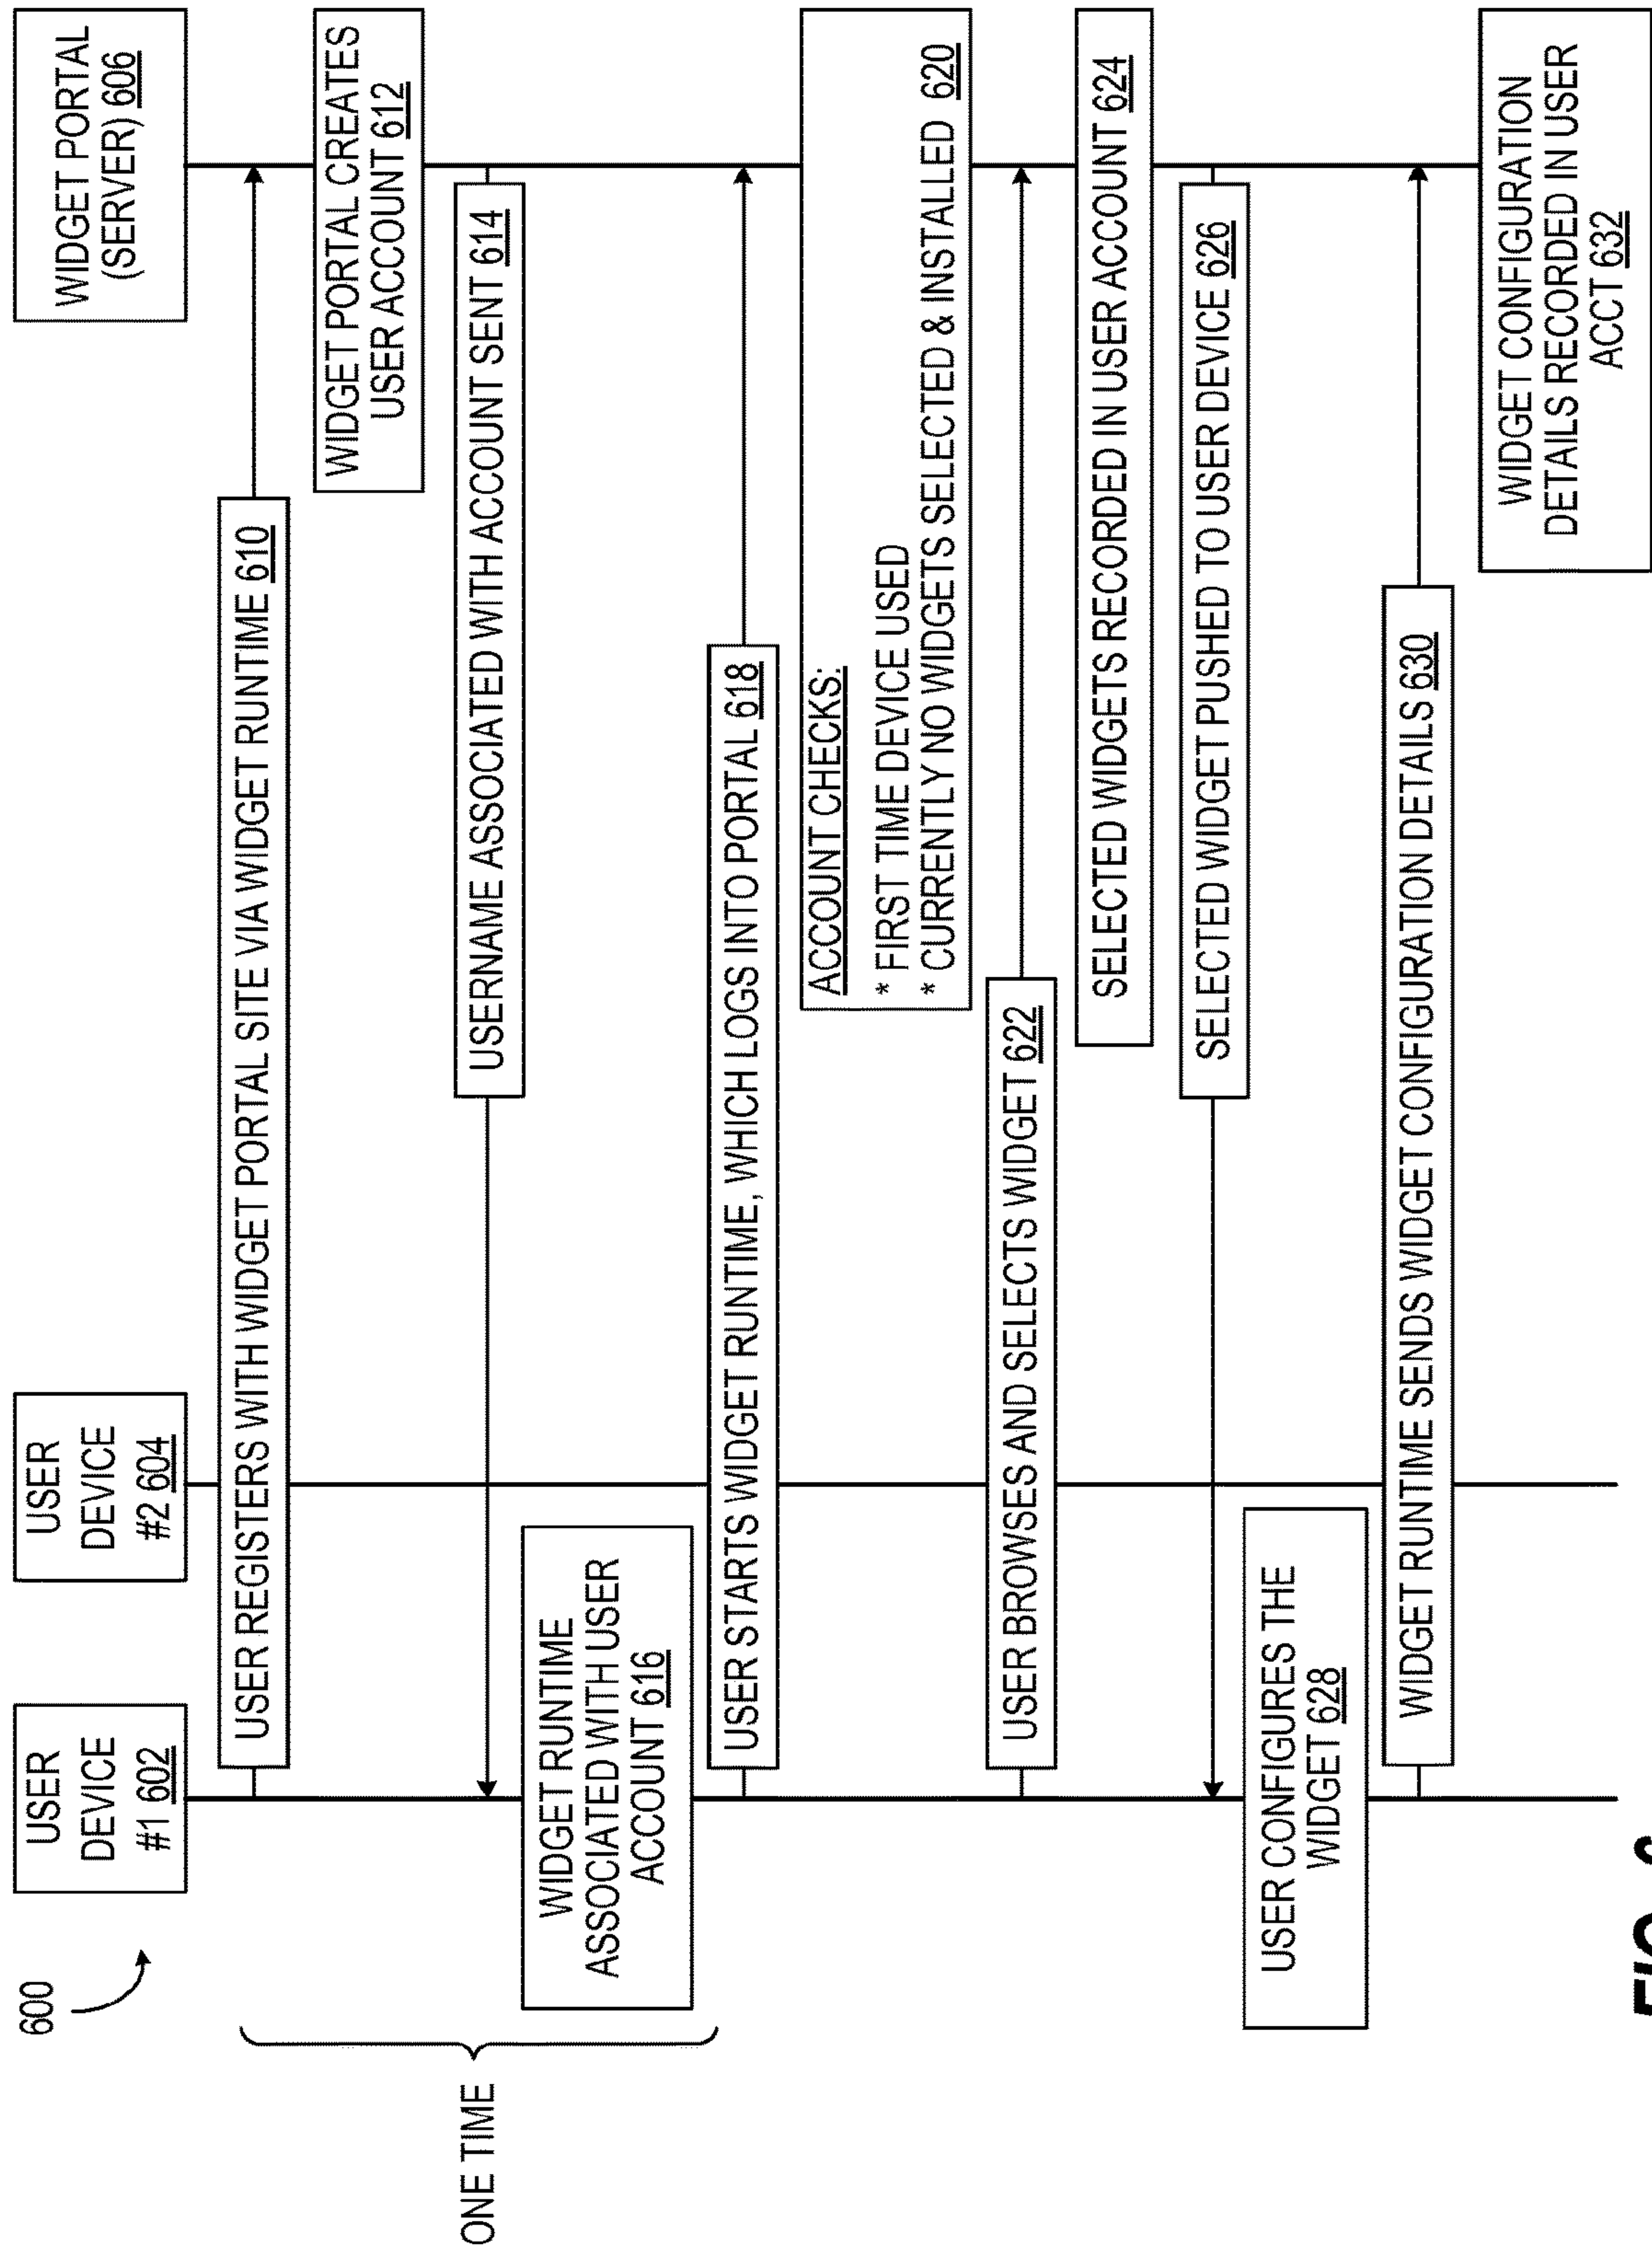 600
USER
DEVICE
#1 602
USER
DEVICE
#2 604
WIDGET PORTAL
(SERVER) 606
USER REGISTERS WITH WIDGET PORTAL SITE VIA WIDGET RUNTIME 610
WIDGET PORTAL CREATES
USER ACCOUNT 612
ONE TIME
USERNAME ASSOCIATED WITH ACCOUNT SENT 614
WIDGET RUNTIME
ASSOCIATED WITH USER
ACCOUNT 616
USER STARTS WIDGET RUNTIME, WHICH LOGS INTO PORTAL 618
ACCOUNT CHECKS:
* FIRST TIME DEVICE USED
* CURRENTLY NO WIDGETS SELECTED & INSTALLED 620
USER BROWSES AND SELECTS WIDGET 622
SELECTED WIDGETS RECORDED IN USER ACCOUNT 624
SELECTED WIDGET PUSHED TO USER DEVICE 626
USER CONFIGURES THE
WIDGET 628
WIDGET RUNTIME SENDS WIDGET CONFIGURATION DETAILS 630
WIDGET CONFIGURATION
DETAILS RECORDED IN USER
ACCT 632
FIG.